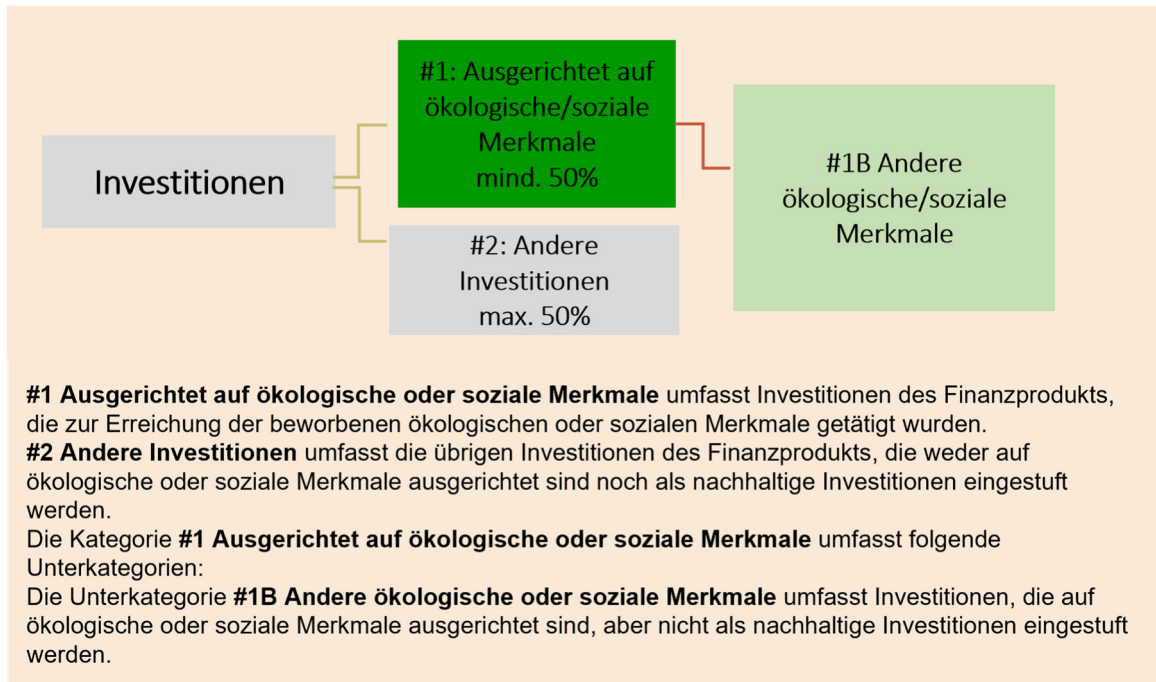 Investitionen
#1: Ausgerichtet auf
ökologische/soziale
Merkmale
mind. 50%
#2: Andere
Investitionen
max. 50%
#1B Andere
ökologische/soziale
Merkmale
#1 Ausgerichtet auf ökologische oder soziale Merkmale umfasst Investitionen des Finanzprodukts,
die zur Erreichung der beworbenen ökologischen oder sozialen Merkmale getätigt wurden.
#2 Andere Investitionen umfasst die übrigen Investitionen des Finanzprodukts, die weder auf
ökologische oder soziale Merkmale ausgerichtet sind noch als nachhaltige Investitionen eingestuft
werden.
Die Kategorie #1 Ausgerichtet auf ökologische oder soziale Merkmale umfasst folgende
Unterkategorien:
Die Unterkategorie #1B Andere ökologische oder soziale Merkmale umfasst Investitionen, die auf
ökologische oder soziale Merkmale ausgerichtet sind, aber nicht als nachhaltige Investitionen eingestuft
werden.